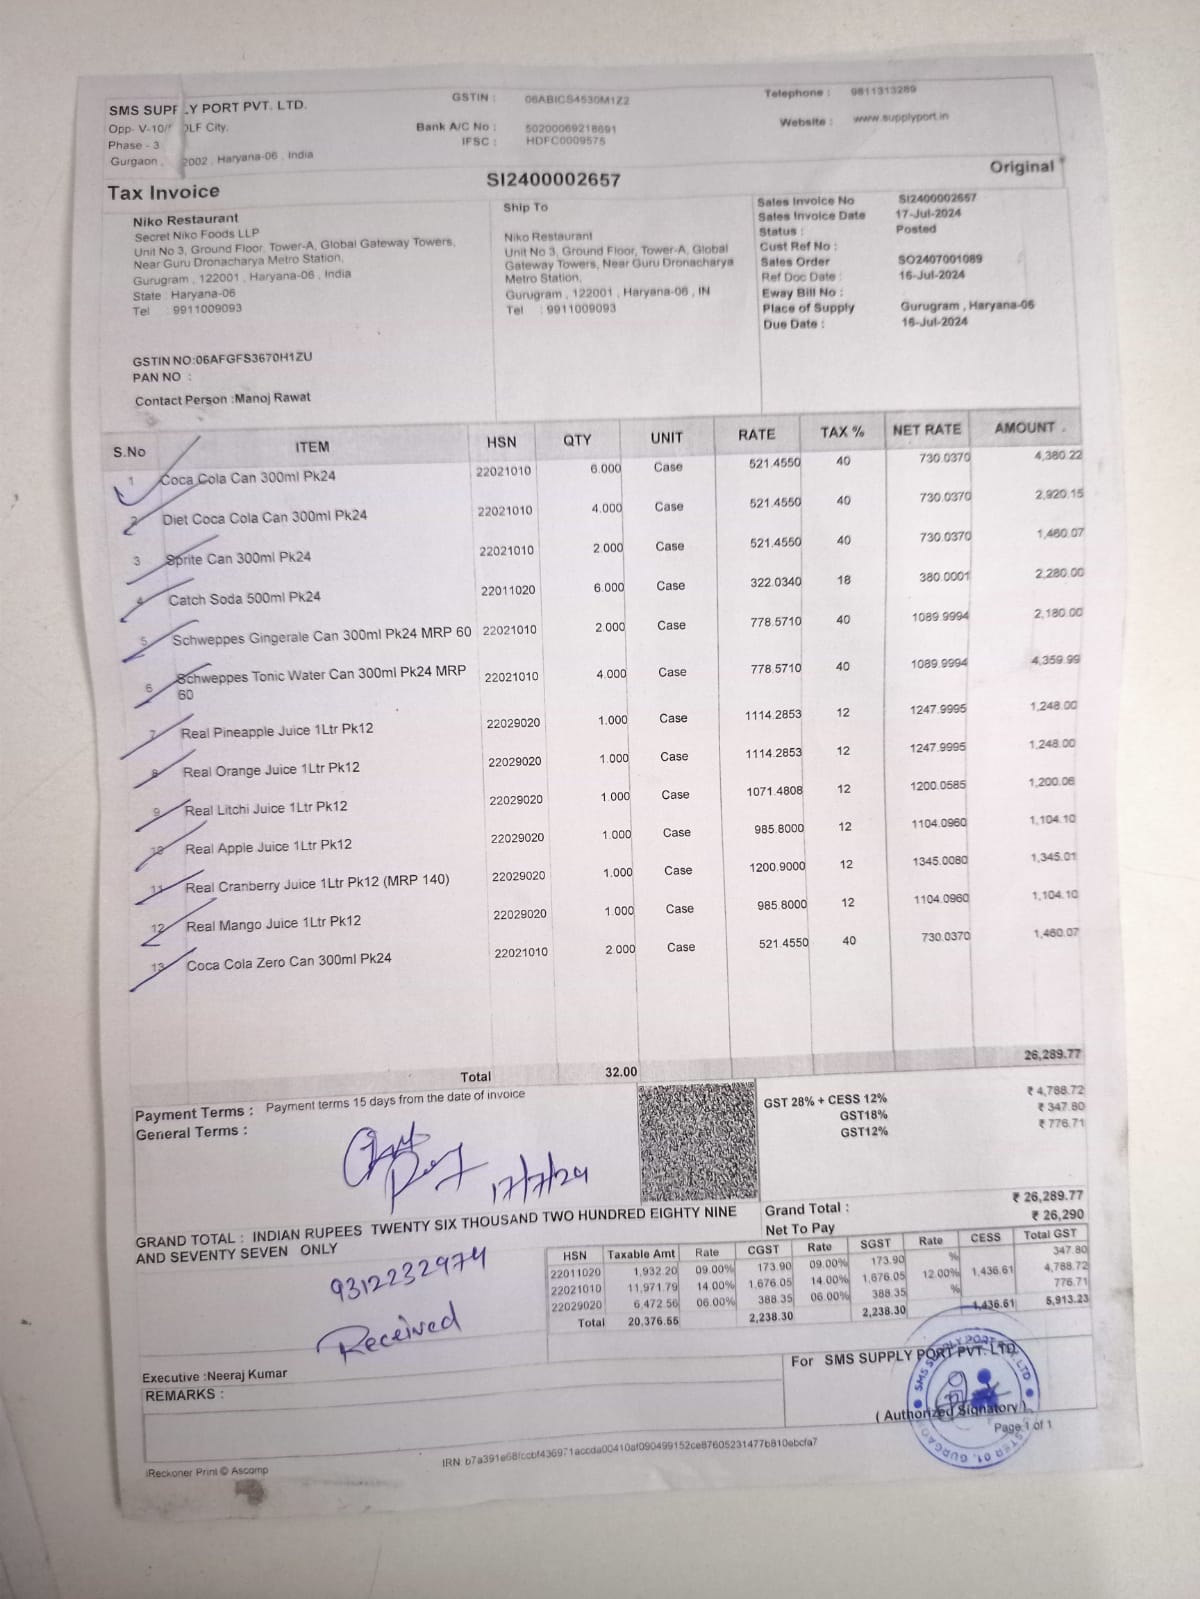 SMS SUPPLY PORT PVT. LTD.
Opp- V-10/ DLF City,
Phase - 3
Gurgaon , 2002 , Haryana-06 , India
GSTIN : 06ABICS4530M1Z2
Bank A/C No : 50200069218691
IFSC : HDFC0009576
Telephone : 9811313289
Website : www.supplyport.in
Original
Tax Invoice
SI2400002657
Niko Restaurant
Secret Niko Foods LLP
Unit No 3, Ground Floor, Tower-A, Global Gateway Towers,
Near Guru Dronacharya Metro Station,
Gurugram , 122001 , Haryana-06 , India
State : Haryana-06
Tel : 9911009093
GSTIN NO:06AFGFS3670H1ZU
PAN NO :
Contact Person :Manoj Rawat
Ship To
Niko Restaurant
Unit No 3, Ground Floor, Tower-A, Global
Gateway Towers, Near Guru Dronacharya
Metro Station,
Gurugram , 122001 , Haryana-06 , IN
Tel : 9911009093
Sales Invoice No SI2400002657
Sales Invoice Date 17-Jul-2024
Status : Posted
Cust Ref No :
Sales Order SO2407001089
Ref Doc Date : 16-Jul-2024
Eway Bill No :
Place of Supply Gurugram , Haryana-06
Due Date : 16-Jul-2024
S.No ITEM HSN QTY UNIT RATE TAX % NET RATE AMOUNT
1 Coca Cola Can 300ml Pk24 22021010 6.000 Case 521.4550 40 730.0370 4,380.22
2 Diet Coca Cola Can 300ml Pk24 22021010 4.000 Case 521.4550 40 730.0370 2,920.15
3 Sprite Can 300ml Pk24 22021010 2.000 Case 521.4550 40 730.0370 1,460.07
4 Catch Soda 500ml Pk24 22011020 6.000 Case 322.0340 18 380.0001 2,280.00
5 Schweppes Gingerale Can 300ml Pk24 MRP 60 22021010 2.000 Case 778.5710 40 1089.9994 2,180.00
6 Schweppes Tonic Water Can 300ml Pk24 MRP 60 22021010 4.000 Case 778.5710 40 1089.9994 4,359.99
7 Real Pineapple Juice 1Ltr Pk12 22029020 1.000 Case 1114.2853 12 1247.9995 1,248.00
8 Real Orange Juice 1Ltr Pk12 22029020 1.000 Case 1114.2853 12 1247.9995 1,248.00
9 Real Litchi Juice 1Ltr Pk12 22029020 1.000 Case 1071.4808 12 1200.0585 1,200.06
10 Real Apple Juice 1Ltr Pk12 22029020 1.000 Case 985.8000 12 1104.0960 1,104.10
11 Real Cranberry Juice 1Ltr Pk12 (MRP 140) 22029020 1.000 Case 1200.9000 12 1345.0080 1,345.01
12 Real Mango Juice 1Ltr Pk12 22029020 1.000 Case 985.8000 12 1104.0960 1,104.10
13 Coca Cola Zero Can 300ml Pk24 22021010 2.000 Case 521.4550 40 730.0370 1,460.07
Total 32.00 26,289.77
Payment Terms : Payment terms 15 days from the date of invoice
General Terms :
17/7/24
GST 28% + CESS 12% ₹ 4,788.72
GST18% ₹ 347.80
GST12% ₹ 776.71
Grand Total : ₹ 26,289.77
Net To Pay ₹ 26,290
GRAND TOTAL : INDIAN RUPEES TWENTY SIX THOUSAND TWO HUNDRED EIGHTY NINE
AND SEVENTY SEVEN ONLY
9312232974
Received
HSN Taxable Amt Rate CGST Rate SGST Rate CESS Total GST
22011020 1,932.20 09.00% 173.90 09.00% 173.90 % 347.80
22021010 11,971.79 14.00% 1,676.05 14.00% 1,676.05 12.00% 1,436.61 4,788.72
22029020 6,472.56 06.00% 388.35 06.00% 388.35 % 776.71
Total 20,376.55 2,238.30 2,238.30 1,436.61 5,913.23
Executive :Neeraj Kumar
REMARKS :
For SMS SUPPLY PORT PVT. LTD.
( Authorized Signatory )
Page 1 of 1
iReckoner Print © Ascomp